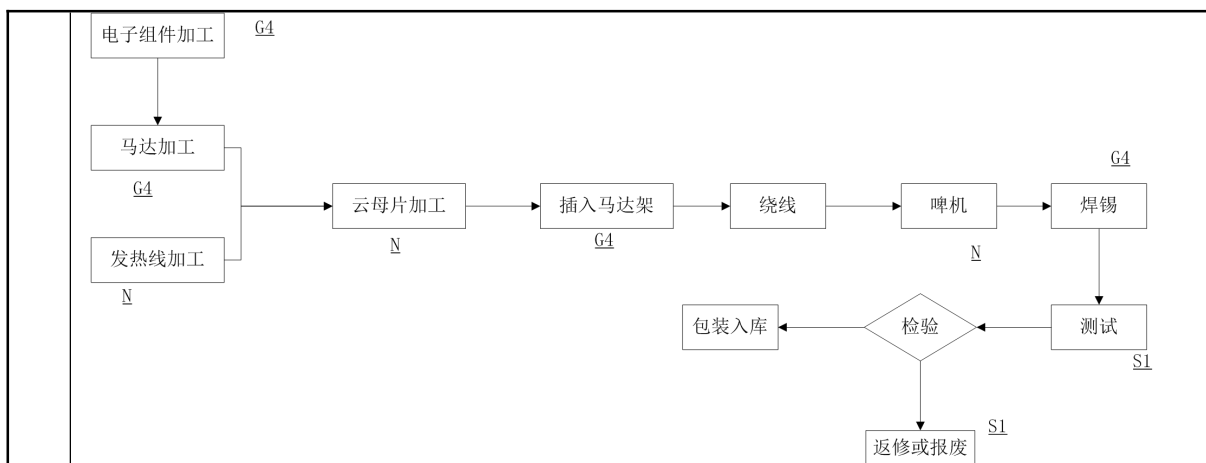 电子组件加工
G4
马达加工
G4
G4
云母片加工
插入马达架
绕线
啤机
焊锡
N
G4
N
发热线加工
N
包装入库
检验
测试
S1
S1
返修或报废